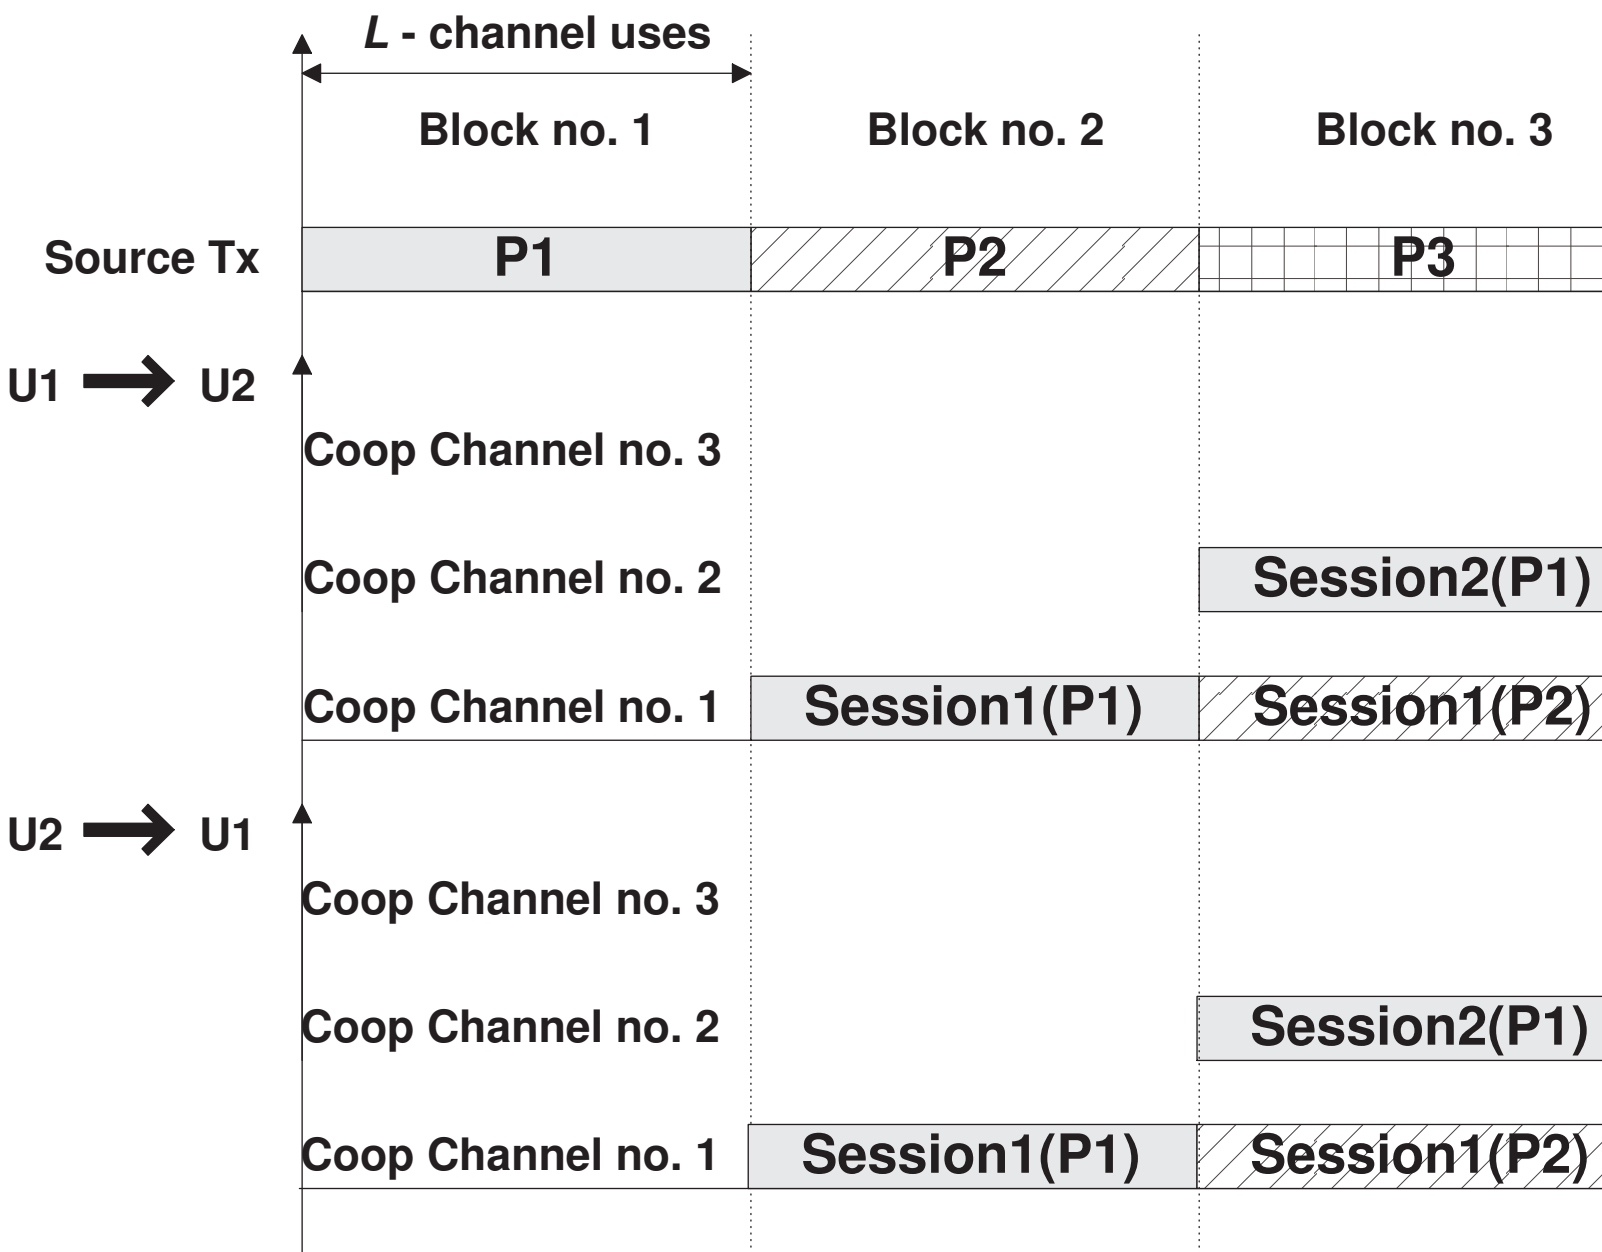 L - channel uses
Block no. 1 Block no. 2 Block no. 3
Source Tx P1 P2 P3
U1 U2
Coop Channel no. 3
Coop Channel no. 2 Session2(P1)
Coop Channel no. 1 Session1(P1) Session1(P2)
U2 U1
Coop Channel no. 3
Coop Channel no. 2 Session2(P1)
Coop Channel no. 1 Session1(P1) Session1(P2)